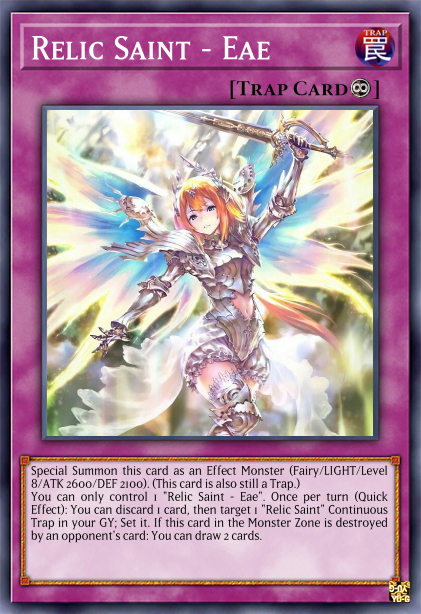 Relic Saint - Eae
TRAP
罠
[Trap Card]
Special Summon this card as an Effect Monster (Fairy/LIGHT/Level
8/ATK 2600/DEF 2100). (This card is also still a Trap.)
You can only control 1 "Relic Saint - Eae". Once per turn (Quick
Effect): You can discard 1 card, then target 1 "Relic Saint" Continuous
Trap in your GY; Set it. If this card in the Monster Zone is destroyed
by an opponent's card: You can draw 2 cards.